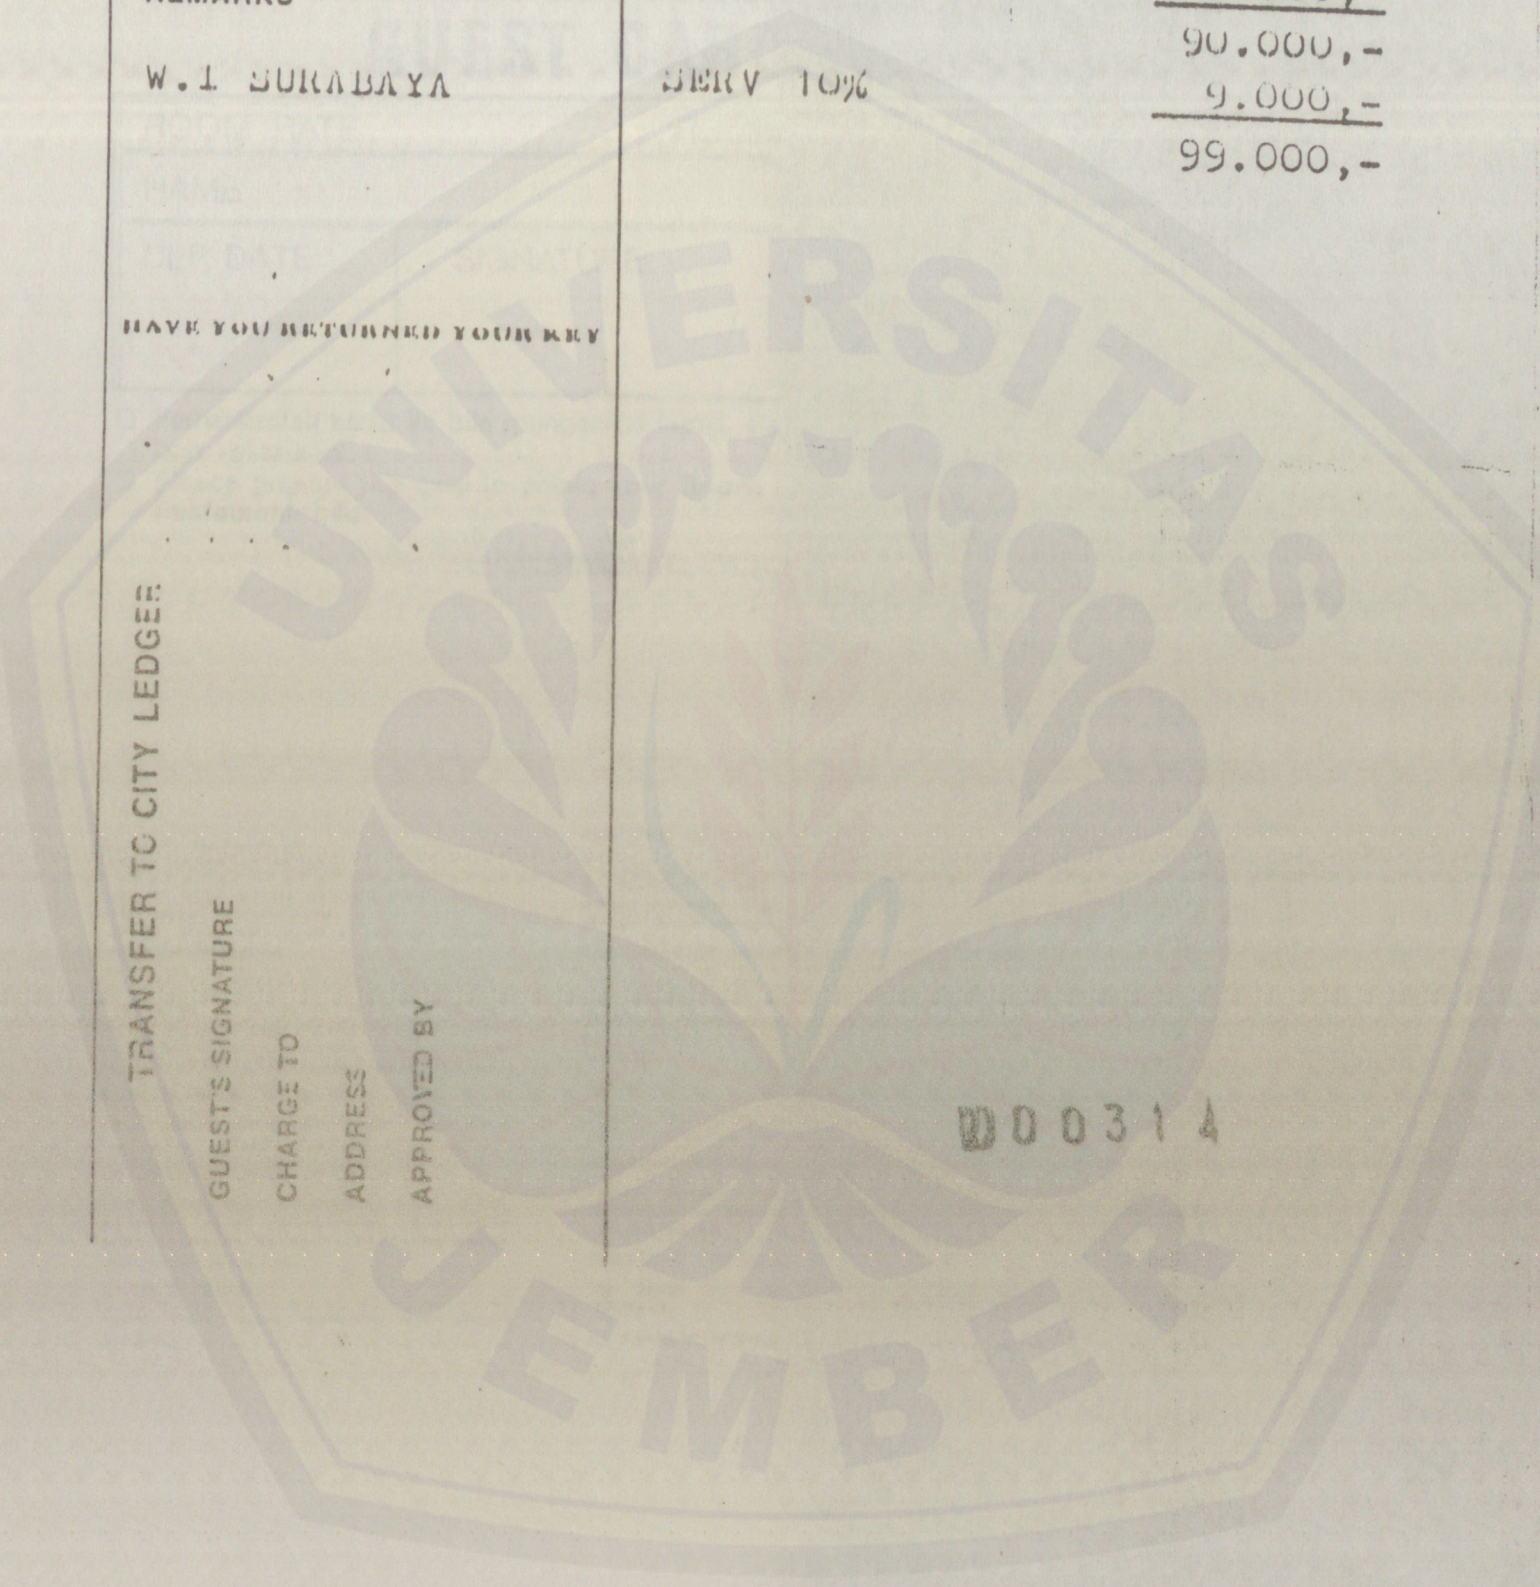 REMARKS
90.000,-
W.I SURABAYA SERV 10% 9.000,-
99.000,-
HAVE YOU RETURNED YOUR KEY
TRANSFER TO CITY LEDGER
GUEST'S SIGNATURE
CHARGE TO
ADDRESS
APPROVED BY
00314
UNIVERSITAS
JEMBER